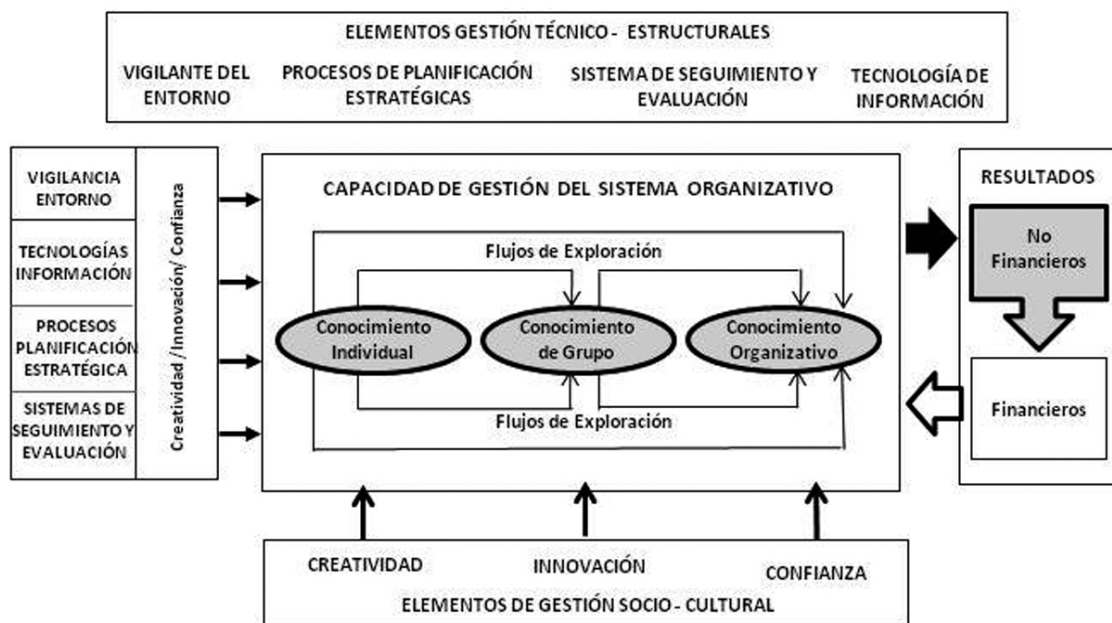 ELEMENTOS GESTIÓN TÉCNICO - ESTRUCTURALES
VIGILANTE DEL
ENTORNO
PROCESOS DE PLANIFICACIÓN
ESTRATÉGICAS
SISTEMA DE SEGUIMIENTO Y
EVALUACIÓN
TECNOLOGÍA DE
INFORMACIÓN
VIGILANCIA
ENTORNO
TECNOLOGÍAS
INFORMACIÓN
PROCESOS
PLANIFICACIÓN
ESTRATÉGICA
SISTEMAS DE
SEGUIMIENTO Y
EVALUACIÓN
Creatividad /Innovación/ Confianza
CAPACIDAD DE GESTIÓN DEL SISTEMA ORGANIZATIVO
Flujos de Exploración
Conocimiento
Individual
Conocimiento
de Grupo
Conocimiento
Organizativo
Flujos de Exploración
RESULTADOS
No
Financieros
Financieros
CREATIVIDAD
INNOVACIÓN
CONFIANZA
ELEMENTOS DE GESTIÓN SOCIO - CULTURAL